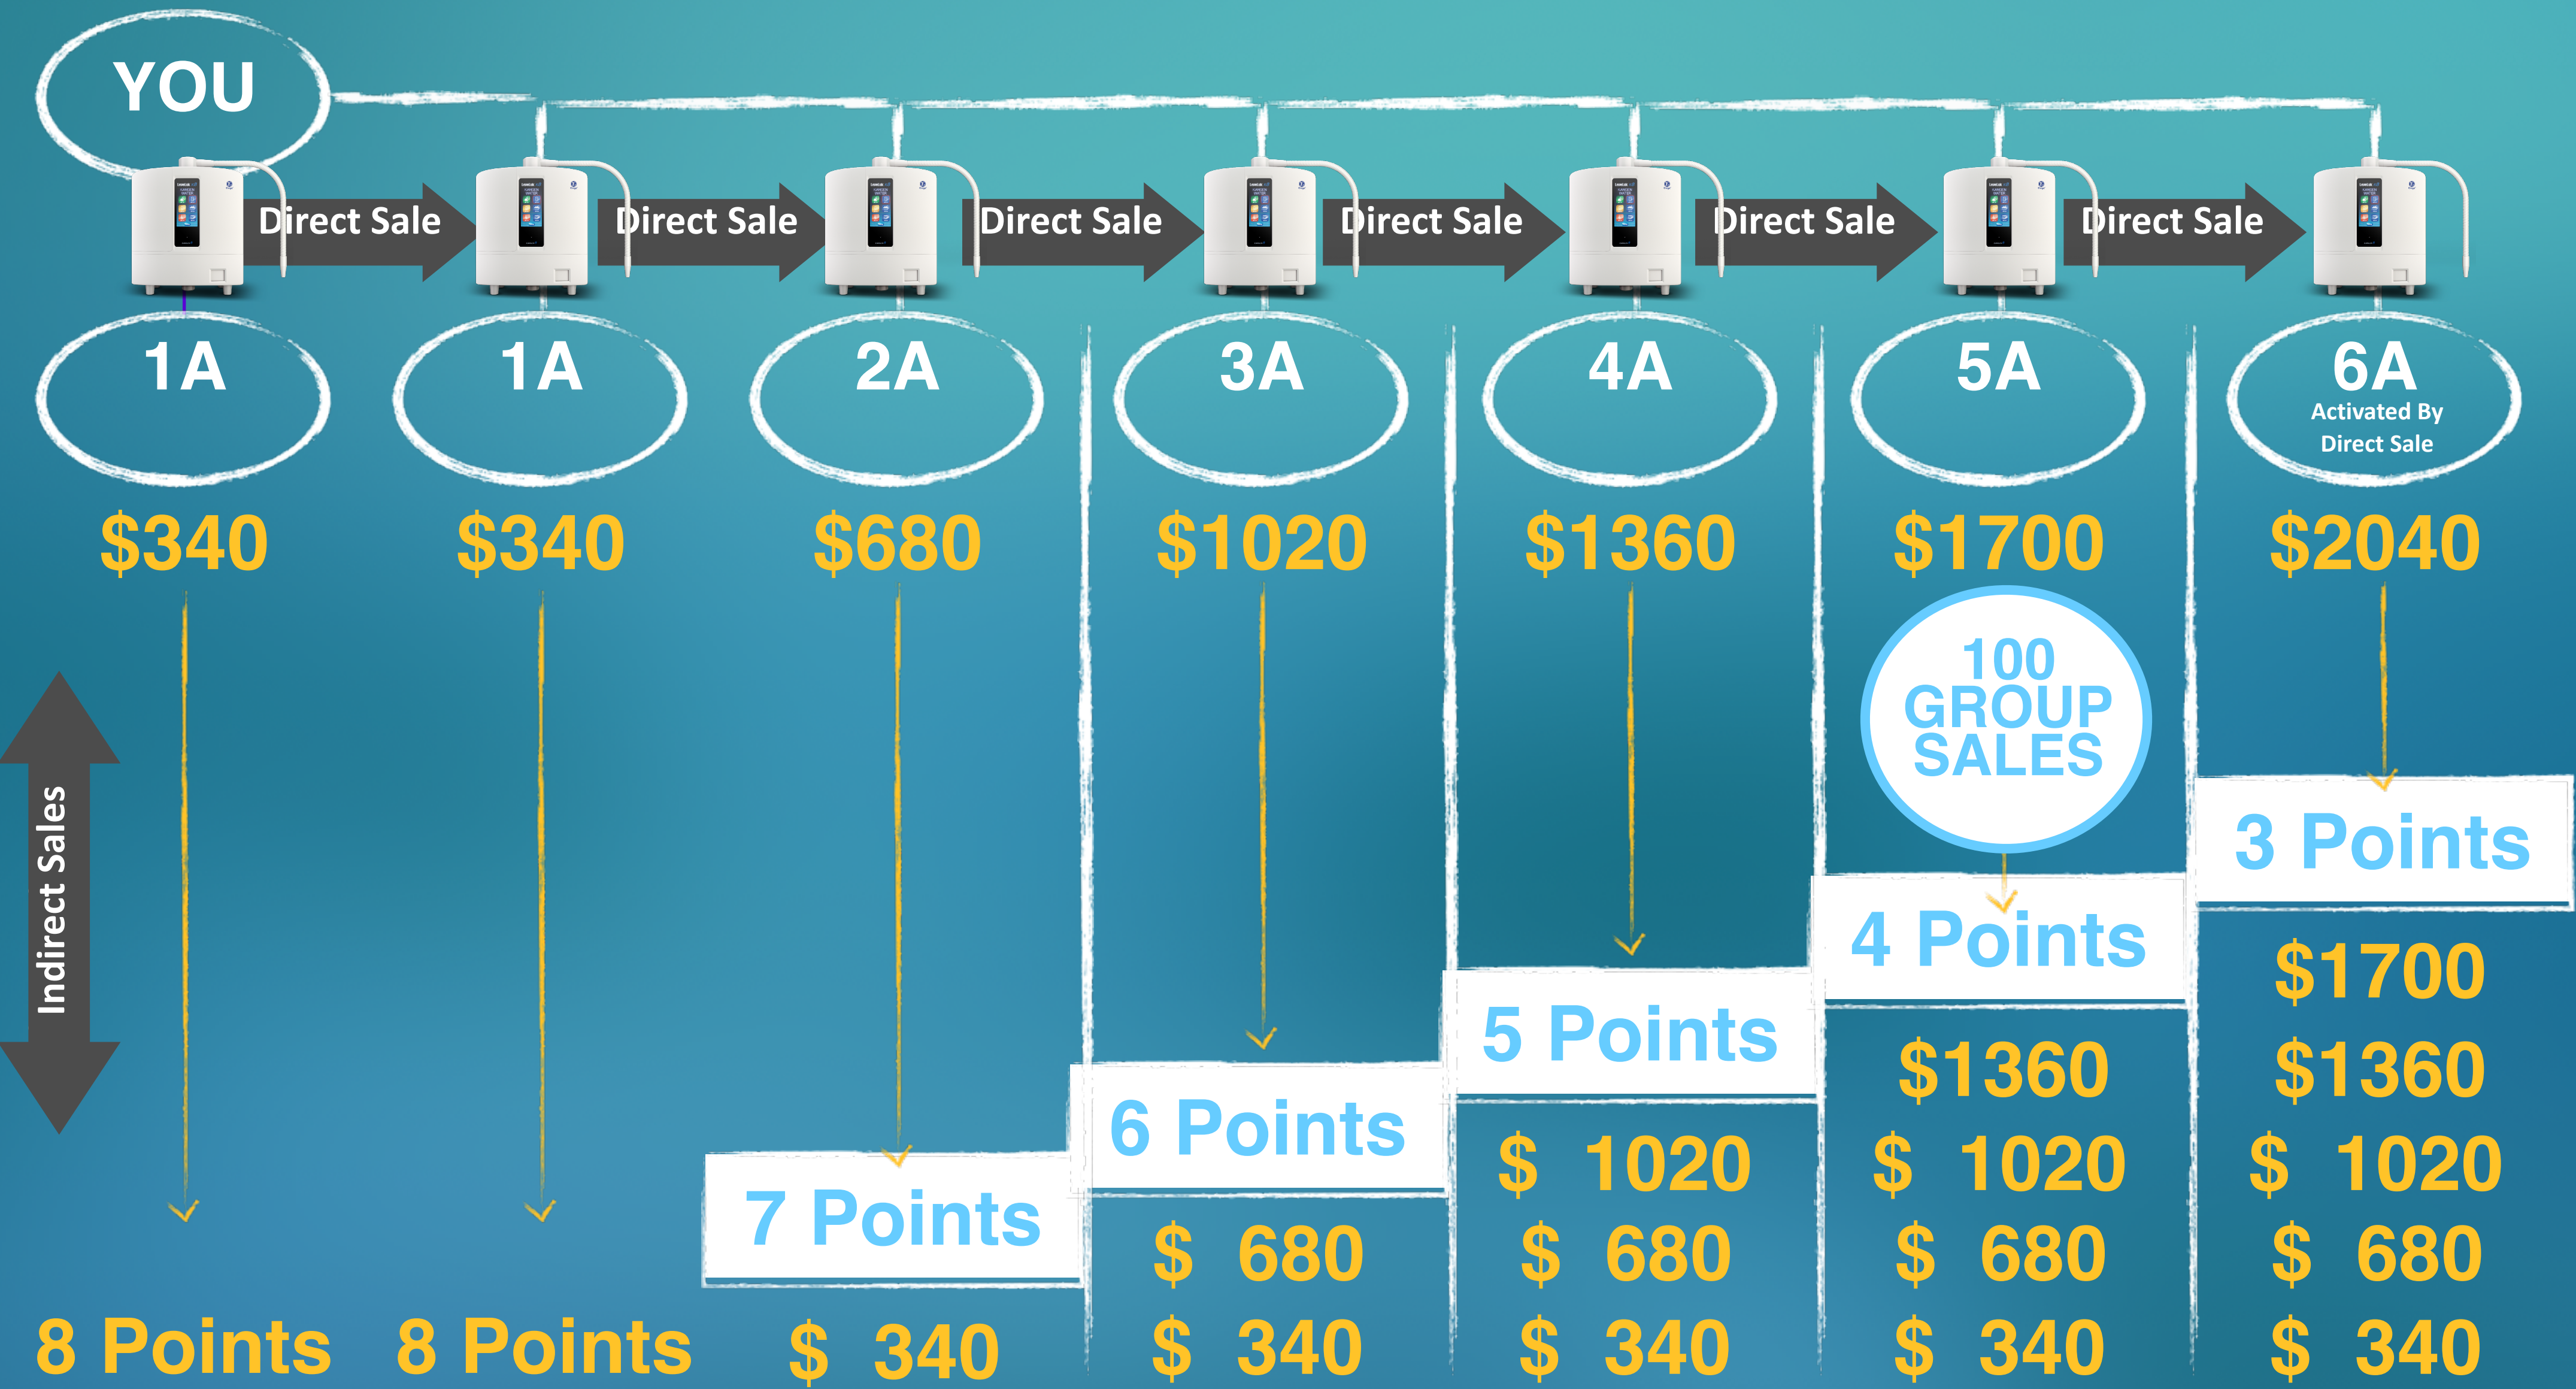 YOU
Direct Sale
Direct Sale
Direct Sale
Direct Sale
Direct Sale
Direct Sale
1A
1A
2A
3A
4A
5A
6A
Activated By
Direct Sale
$340
$340
$680
$1020
$1360
$1700
$2040
100
GROUP
SALES
Indirect Sales
3 Points
4 Points
$1700
5 Points
$1360
$1360
6 Points
$ 1020
$ 1020
$ 1020
7 Points
$ 680
$ 680
$ 680
$ 680
8 Points
8 Points
$ 340
$ 340
$ 340
$ 340
$ 340